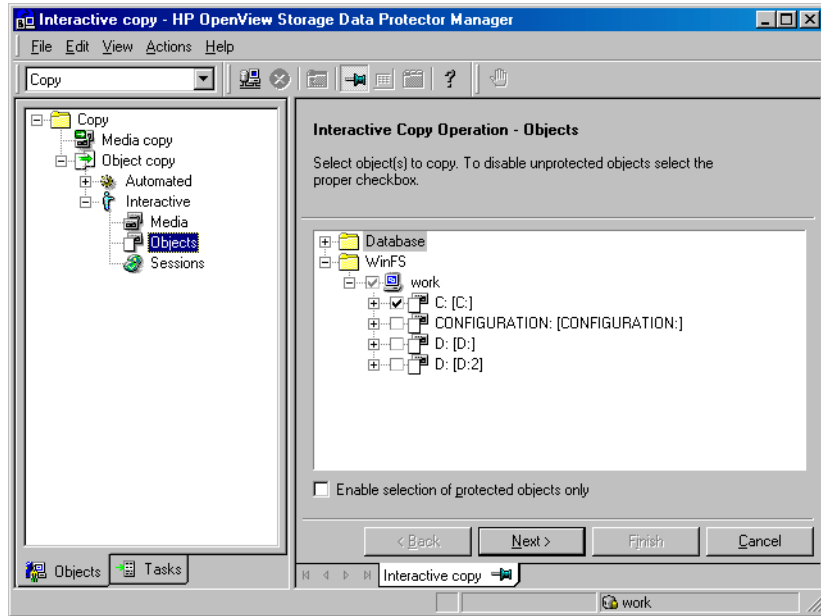 Interactive copy - HP OpenView Storage Data Protector Manager
File Edit View Actions Help
Copy
Copy
Media copy
Object copy
Automated
Interactive
Media
Objects
Sessions
Objects
Tasks
Interactive Copy Operation - Objects
Select object(s) to copy. To disable unprotected objects select the
proper checkbox.
Database
WinFS
work
C: [C:]
CONFIGURATION: [CONFIGURATION:]
D: [D:]
D: [D:2]
Enable selection of protected objects only
< Back
Next >
Finish
Cancel
Interactive copy
work